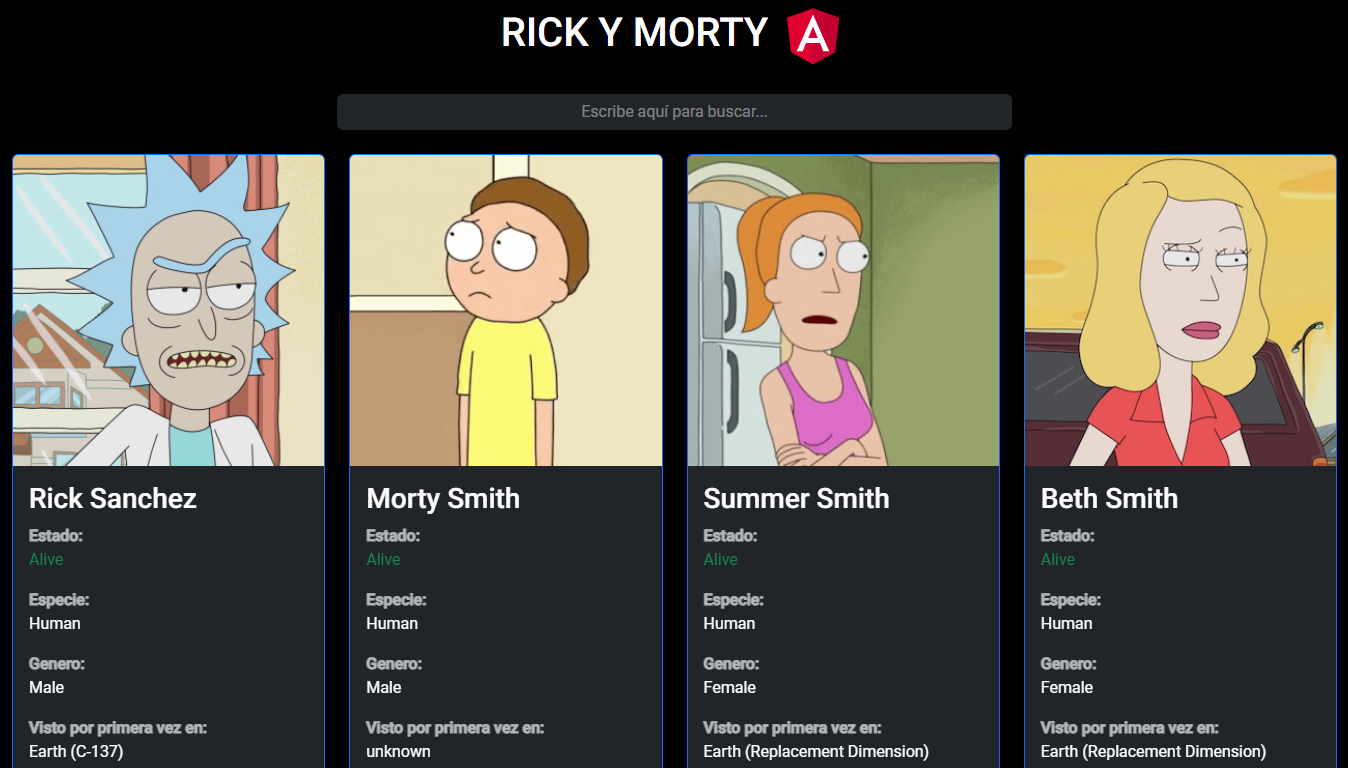 RICK Y MORTY
Escribe aquí para buscar...
Rick Sanchez
Estado:
Alive
Especie:
Human
Genero:
Male
Visto por primera vez en:
Earth (C-137)
Morty Smith
Estado:
Alive
Especie:
Human
Genero:
Male
Visto por primera vez en:
unknown
Summer Smith
Estado:
Alive
Especie:
Human
Genero:
Female
Visto por primera vez en:
Earth (Replacement Dimension)
Beth Smith
Estado:
Alive
Especie:
Human
Genero:
Female
Visto por primera vez en:
Earth (Replacement Dimension)